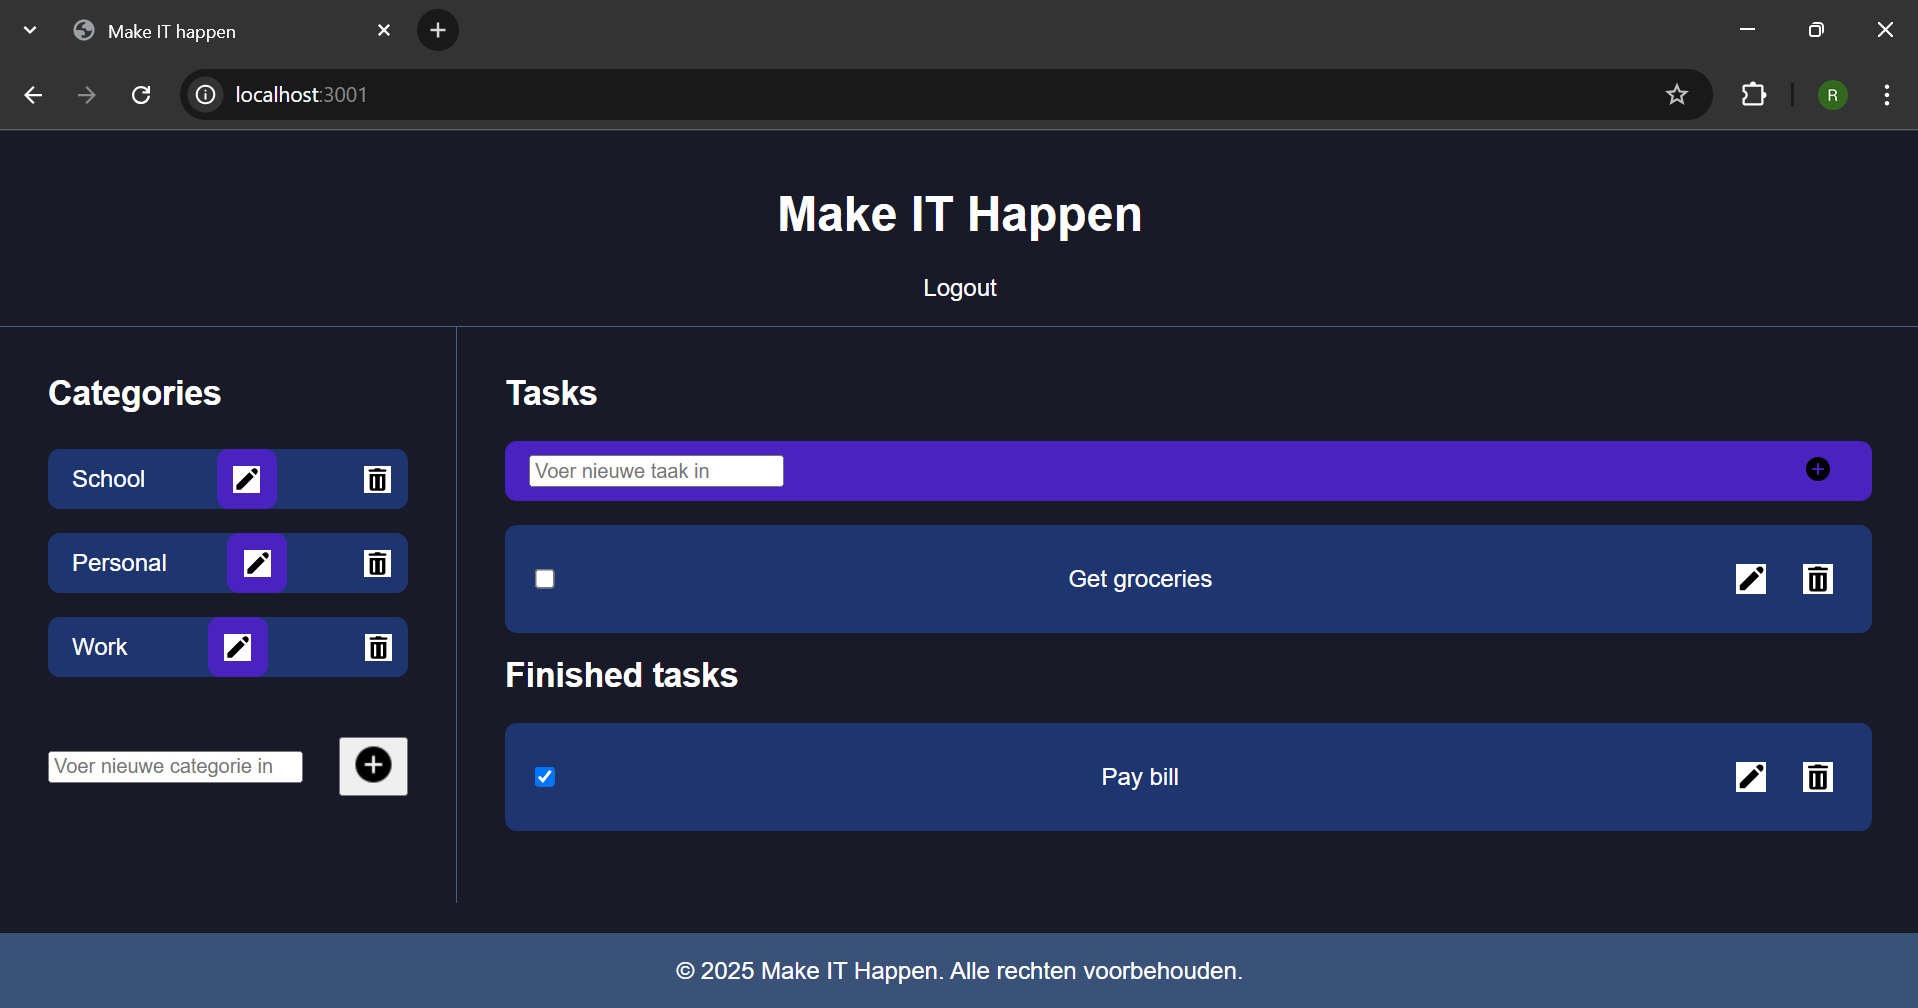 Make IT happen
localhost:3001
R
Make IT Happen
Logout
Categories
School
Personal
Work
Voer nieuwe categorie in
Tasks
Voer nieuwe taak in
Get groceries
Finished tasks
Pay bill
© 2025 Make IT Happen. Alle rechten voorbehouden.